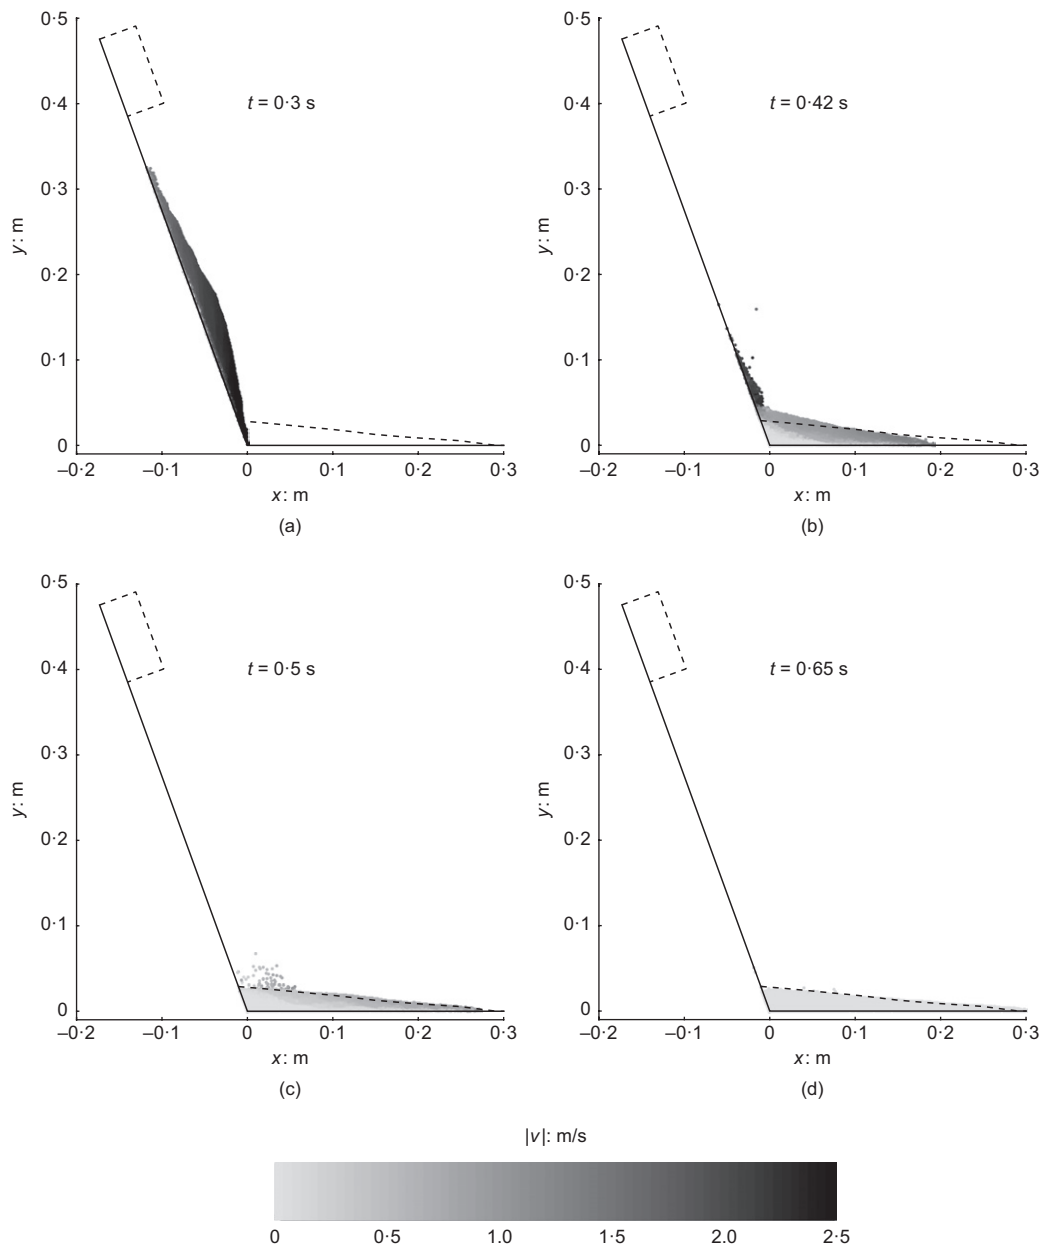 0·5
0·4
0·3
0·2
0·1
0
y: m
t = 0·3 s
–0·2 –0·1 0 0·1 0·2 0·3
x: m
(a)
0·5
0·4
0·3
0·2
0·1
0
y: m
t = 0·42 s
–0·2 –0·1 0 0·1 0·2 0·3
x: m
(b)
0·5
0·4
0·3
0·2
0·1
0
y: m
t = 0·5 s
–0·2 –0·1 0 0·1 0·2 0·3
x: m
(c)
0·5
0·4
0·3
0·2
0·1
0
y: m
t = 0·65 s
–0·2 –0·1 0 0·1 0·2 0·3
x: m
(d)
|v|: m/s
0 0·5 1.0 1·5 2.0 2·5